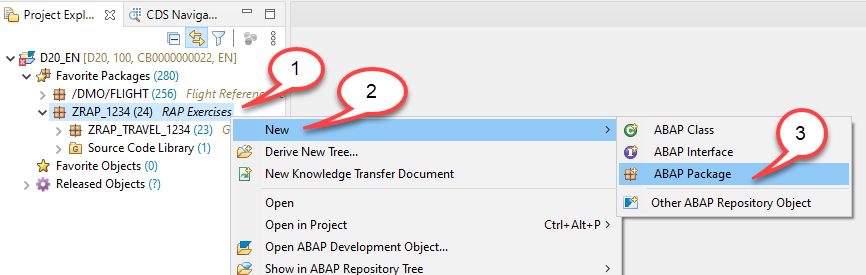 Project Expl...
CDS Naviga...
D20_EN [D20, 100, CB0000000022, EN]
Favorite Packages (280)
/DMO/FLIGHT (256) Flight Referenc
ZRAP_1234 (24) RAP Exercises
ZRAP_TRAVEL_1234 (23) G
Source Code Library (1)
Favorite Objects (0)
Released Objects (?)
1
2
New
Derive New Tree...
New Knowledge Transfer Document
Open
Open in Project Ctrl+Alt+P
Open ABAP Development Object...
Show in ABAP Repository Tree
3
ABAP Class
ABAP Interface
ABAP Package
Other ABAP Repository Object